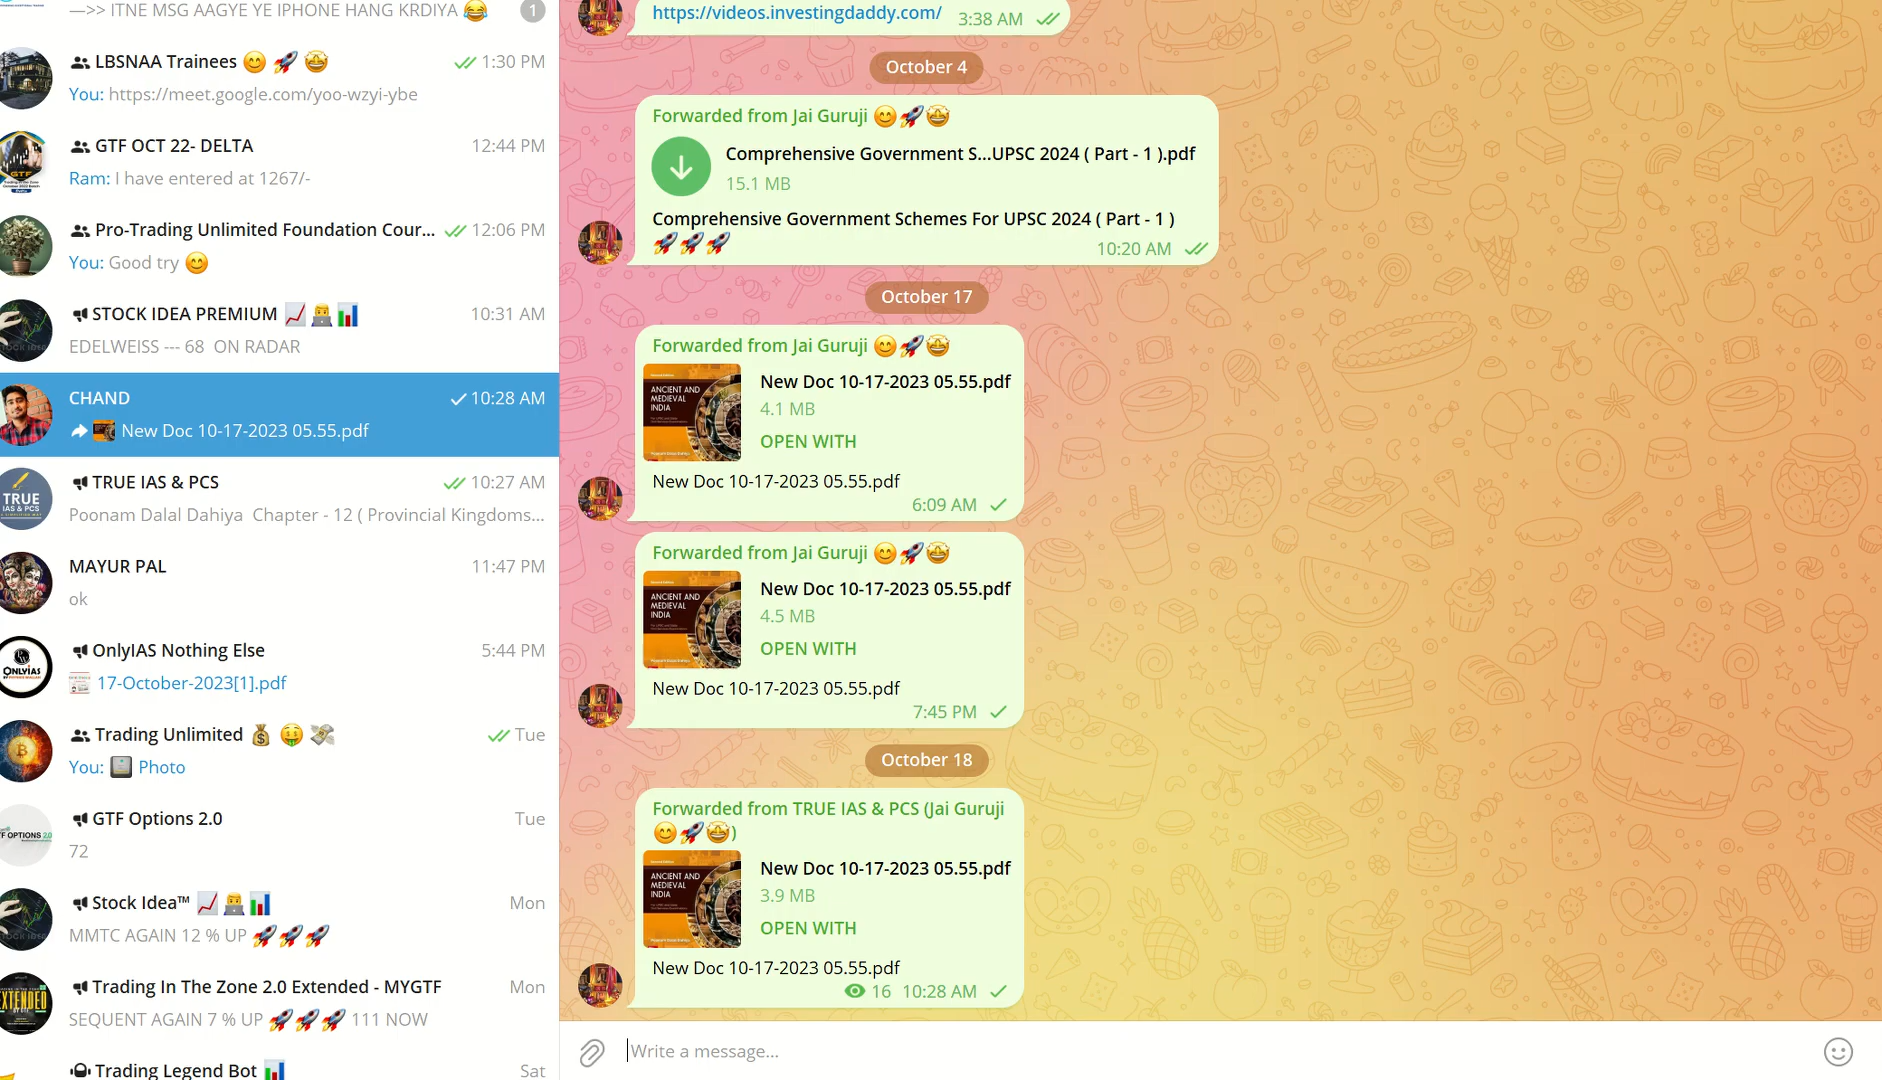 —>> ITNE MSG AAGYE YE IPHONE HANG KRDIYA 😂 1
LBSNAA Trainees 😊 🚀 🤩 1:30 PM
You: https://meet.google.com/yoo-wzyi-ybe
GTF OCT 22- DELTA 12:44 PM
Ram: I have entered at 1267/-
Pro-Trading Unlimited Foundation Cour... 12:06 PM
You: Good try 😊
STOCK IDEA PREMIUM 📈 👨‍💻 📊 10:31 AM
EDELWEISS --- 68 ON RADAR
CHAND 10:28 AM
New Doc 10-17-2023 05.55.pdf
TRUE IAS & PCS 10:27 AM
Poonam Dalal Dahiya Chapter - 12 ( Provincial Kingdoms...
MAYUR PAL 11:47 PM
ok
OnlyIAS Nothing Else 5:44 PM
17-October-2023[1].pdf
Trading Unlimited 💰 🤑 💸 Tue
You: Photo
GTF Options 2.0 Tue
72
Stock Idea™ 📈 👨‍💻 📊 Mon
MMTC AGAIN 12 % UP 🚀🚀🚀
Trading In The Zone 2.0 Extended - MYGTF Mon
SEQUENT AGAIN 7 % UP 🚀🚀🚀 111 NOW
Trading Legend Bot 📊 Sat
TRUE
IAS & PCS
ONLYIAS
EXTENDED
https://videos.investingdaddy.com/ 3:38 AM
October 4
Forwarded from Jai Guruji 😊🚀🤩
Comprehensive Government S...UPSC 2024 ( Part - 1 ).pdf
15.1 MB
Comprehensive Government Schemes For UPSC 2024 ( Part - 1 )
🚀🚀🚀 10:20 AM
October 17
Forwarded from Jai Guruji 😊🚀🤩
ANCIENT AND
MEDIEVAL
INDIA
New Doc 10-17-2023 05.55.pdf
4.1 MB
OPEN WITH
New Doc 10-17-2023 05.55.pdf
6:09 AM
Forwarded from Jai Guruji 😊🚀🤩
ANCIENT AND
MEDIEVAL
INDIA
New Doc 10-17-2023 05.55.pdf
4.5 MB
OPEN WITH
New Doc 10-17-2023 05.55.pdf
7:45 PM
October 18
Forwarded from TRUE IAS & PCS (Jai Guruji
😊🚀🤩)
ANCIENT AND
MEDIEVAL
INDIA
New Doc 10-17-2023 05.55.pdf
3.9 MB
OPEN WITH
New Doc 10-17-2023 05.55.pdf
16 10:28 AM
Write a message...